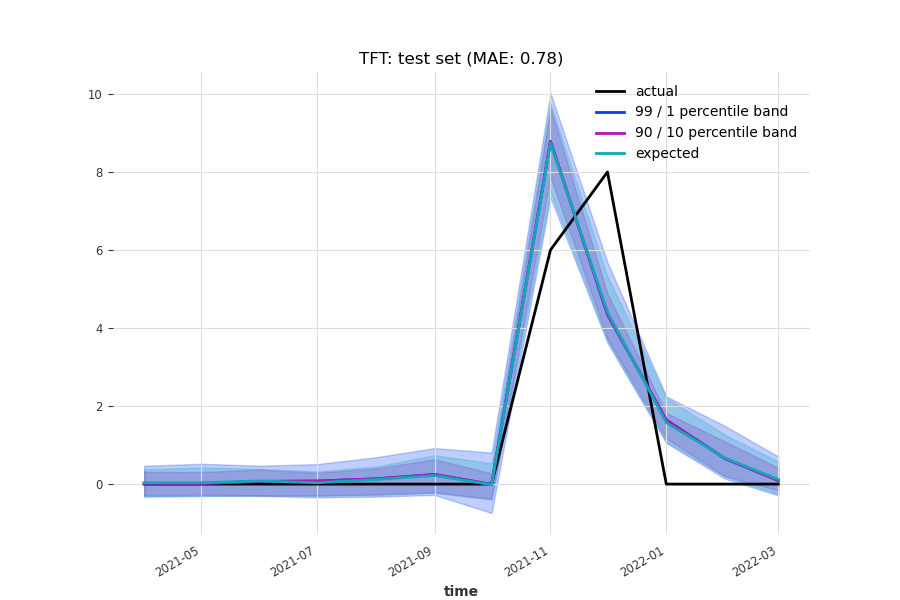 TFT: test set (MAE: 0.78)
actual
99 / 1 percentile band
90 / 10 percentile band
expected
10
8
6
4
2
0
2021-05
2021-07
2021-09
2021-11
2022-01
2022-03
time